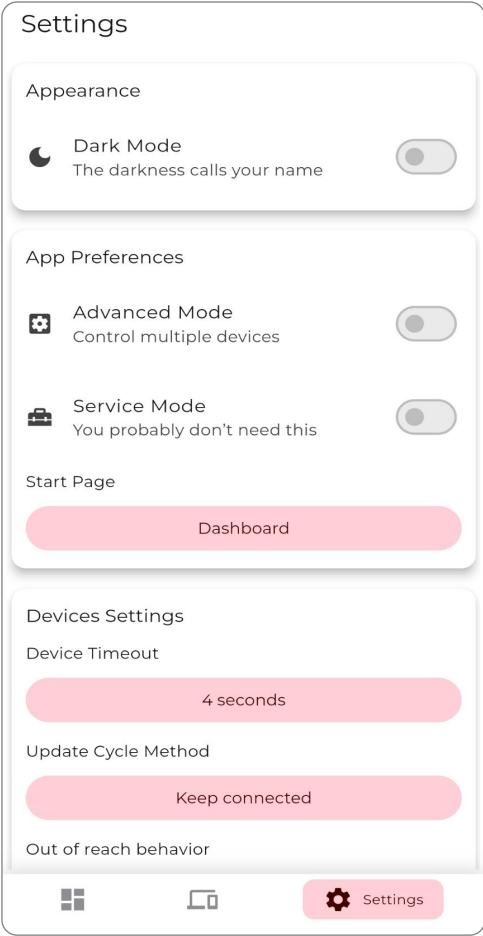 Settings
Appearance
Dark Mode
The darkness calls your name
App Preferences
Advanced Mode
Control multiple devices
Service Mode
You probably don't need this
Start Page
Dashboard
Devices Settings
Device Timeout
4 seconds
Update Cycle Method
Keep connected
Out of reach behavior
Settings